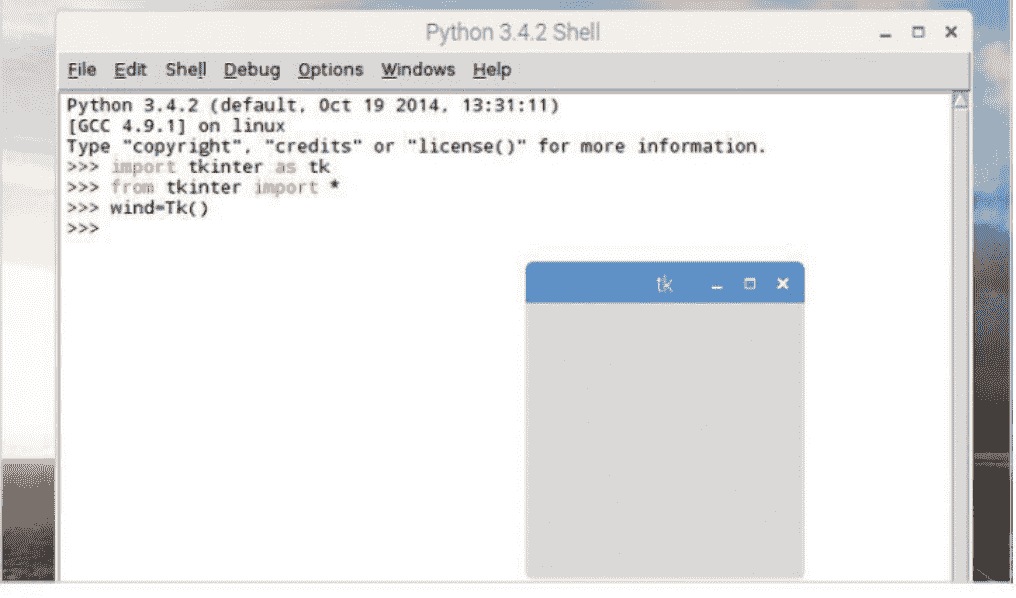 Python 3.4.2 Shell
File Edit Shell Debug Options Windows Help
Python 3.4.2 (default, Oct 19 2014, 13:31:11)
[GCC 4.9.1] on linux
Type "copyright", "credits" or "license()" for more information.
>>> import tkinter as tk
>>> from tkinter import *
>>> wind=Tk()
>>>
tk